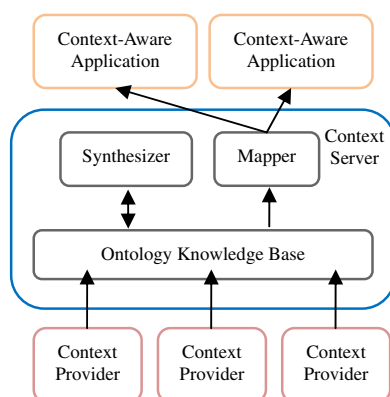 Context-Aware
Application
Context-Aware
Application
Context
Server
Synthesizer
Mapper
Ontology Knowledge Base
Context
Provider
Context
Provider
Context
Provider